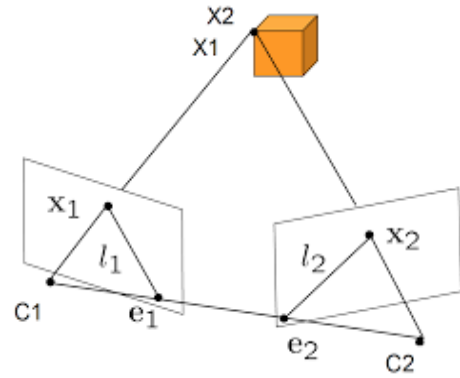 X2
X1
x₁
x₂
l₁
l₂
C1
e₁
e₂
C2